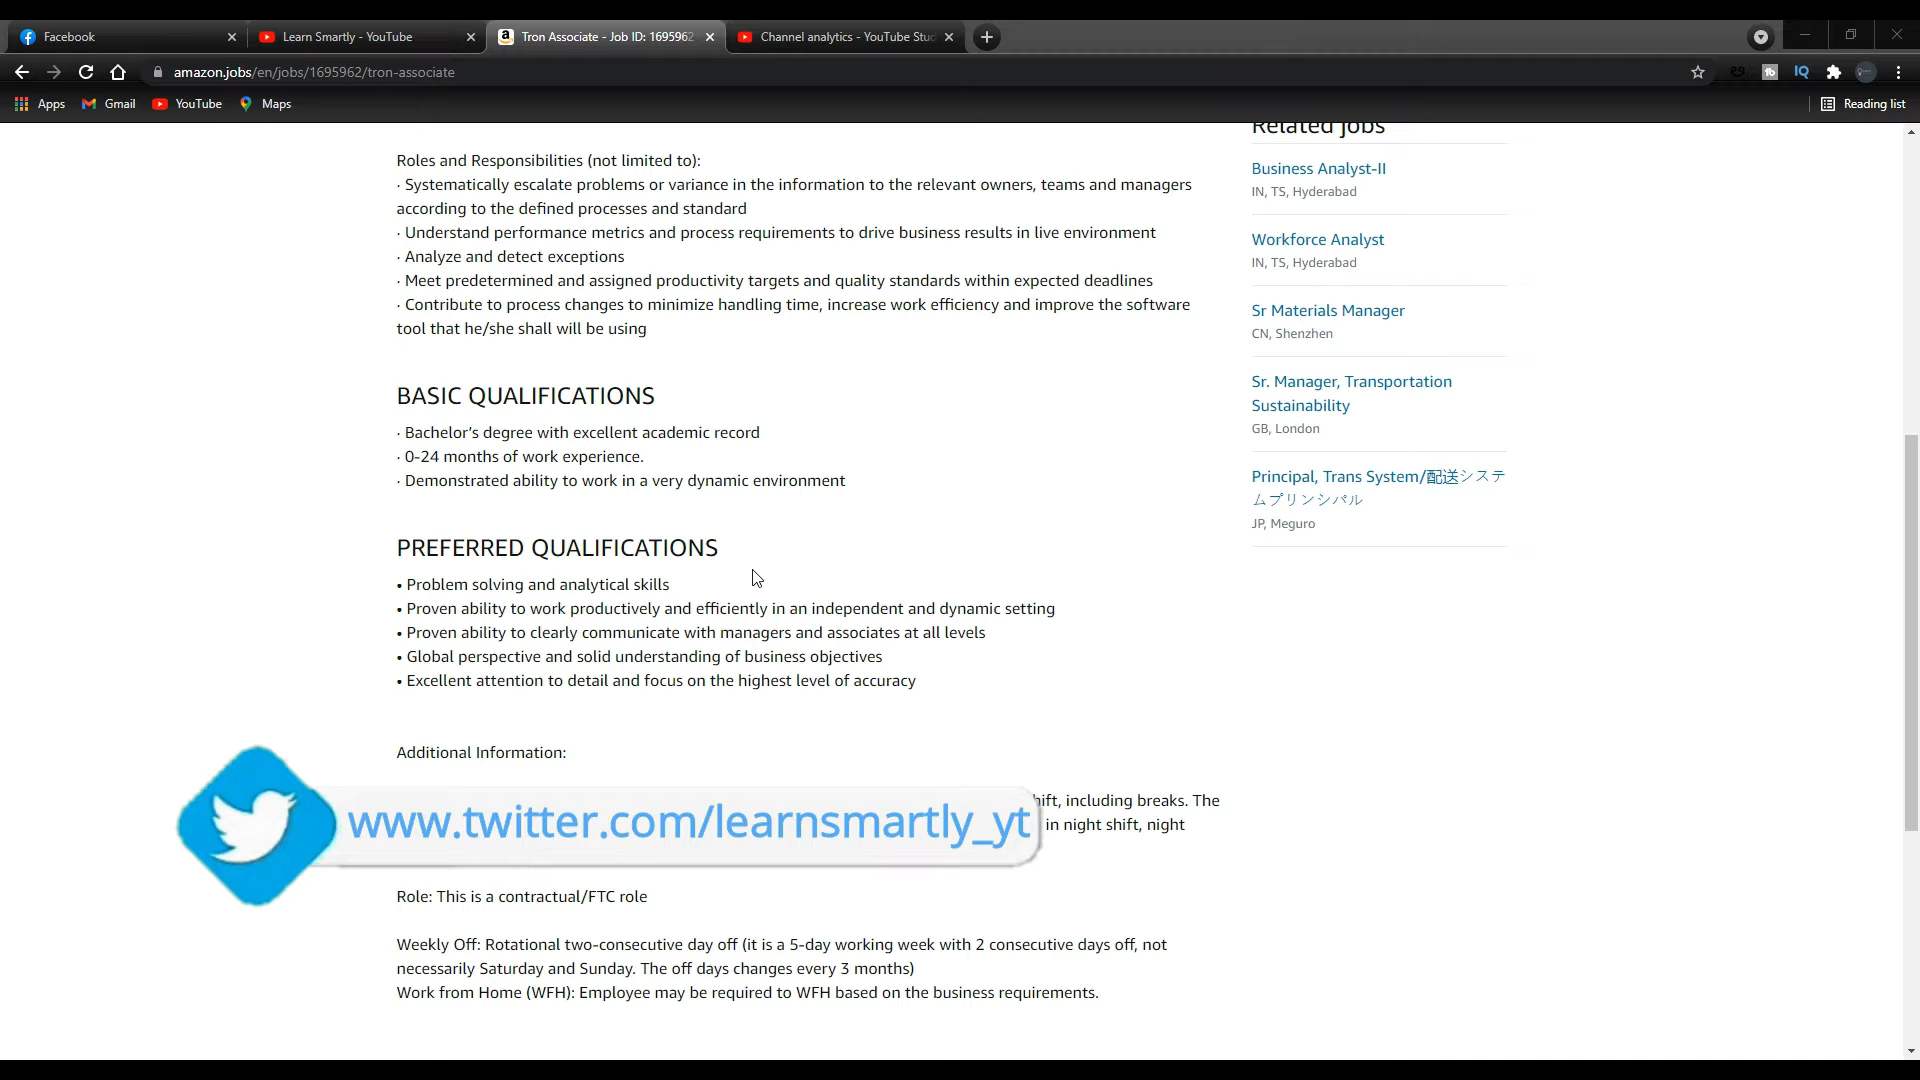 Facebook
Learn Smartly - YouTube
Tron Associate - Job ID: 1695962
Channel analytics - YouTube Stud
amazon.jobs/en/jobs/1695962/tron-associate
IQ
Apps
Gmail
YouTube
Maps
Reading list
Roles and Responsibilities (not limited to):
· Systematically escalate problems or variance in the information to the relevant owners, teams and managers
according to the defined processes and standard
· Understand performance metrics and process requirements to drive business results in live environment
· Analyze and detect exceptions
· Meet predetermined and assigned productivity targets and quality standards within expected deadlines
· Contribute to process changes to minimize handling time, increase work efficiency and improve the software
tool that he/she shall will be using
BASIC QUALIFICATIONS
· Bachelor’s degree with excellent academic record
· 0-24 months of work experience.
· Demonstrated ability to work in a very dynamic environment
PREFERRED QUALIFICATIONS
• Problem solving and analytical skills
• Proven ability to work productively and efficiently in an independent and dynamic setting
• Proven ability to clearly communicate with managers and associates at all levels
• Global perspective and solid understanding of business objectives
• Excellent attention to detail and focus on the highest level of accuracy
Additional Information:
hift, including breaks. The
in night shift, night
www.twitter.com/learnsmartly_yt
Role: This is a contractual/FTC role
Weekly Off: Rotational two-consecutive day off (it is a 5-day working week with 2 consecutive days off, not
necessarily Saturday and Sunday. The off days changes every 3 months)
Work from Home (WFH): Employee may be required to WFH based on the business requirements.
Related jobs
Business Analyst-II
IN, TS, Hyderabad
Workforce Analyst
IN, TS, Hyderabad
Sr Materials Manager
CN, Shenzhen
Sr. Manager, Transportation
Sustainability
GB, London
Principal, Trans System/配送システ
ムプリンシパル
JP, Meguro